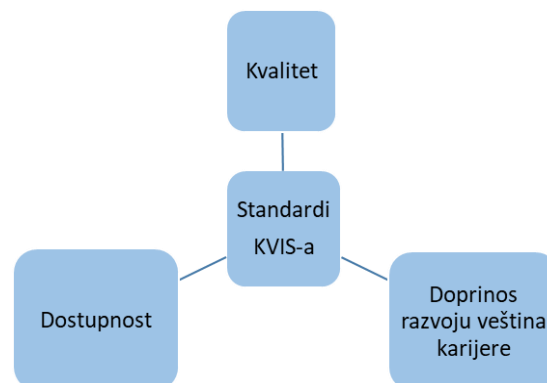 Kvalitet
Standardi
KVIS-a
Dostupnost
Doprinos
razvoju veština
karijere